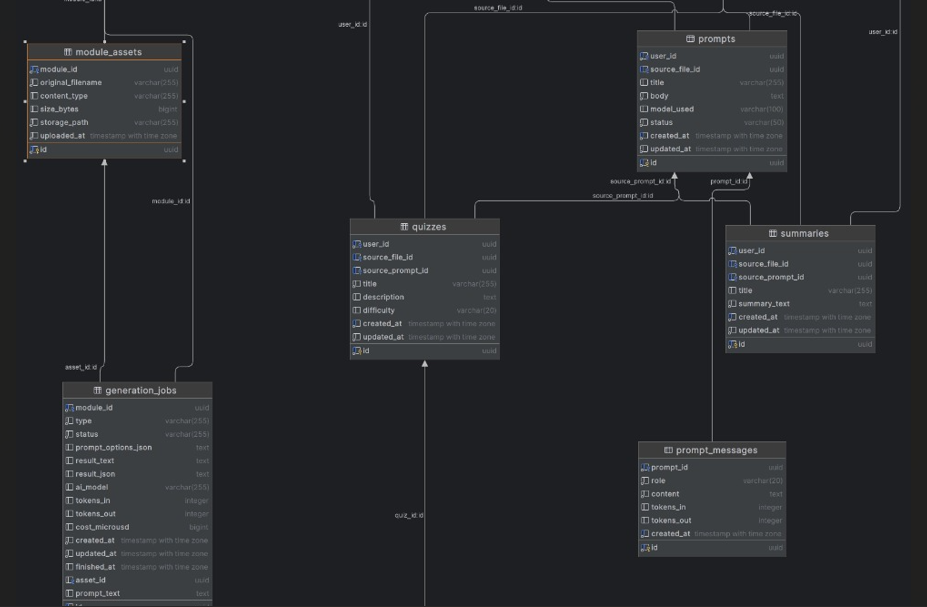 source_file_id:id
source_file_id:id
user_id:id
user_id:id
module_assets
module_id uuid
original_filename varchar(255)
content_type varchar(255)
size_bytes bigint
storage_path varchar(255)
uploaded_at timestamp with time zone
id uuid
prompts
user_id uuid
source_file_id uuid
title varchar(255)
body text
model_used varchar(100)
status varchar(50)
created_at timestamp with time zone
updated_at timestamp with time zone
id uuid
source_prompt_id:id
prompt_id:id
source_prompt_id:id
module_id:id
quizzes
user_id uuid
source_file_id uuid
source_prompt_id uuid
title varchar(255)
description text
difficulty varchar(20)
created_at timestamp with time zone
updated_at timestamp with time zone
id uuid
summaries
user_id uuid
source_file_id uuid
source_prompt_id uuid
title varchar(255)
summary_text text
created_at timestamp with time zone
updated_at timestamp with time zone
id uuid
asset_id:id
generation_jobs
module_id uuid
type varchar(255)
status varchar(255)
prompt_options_json text
result_text text
result_json text
ai_model varchar(255)
tokens_in integer
tokens_out integer
cost_microusd bigint
created_at timestamp with time zone
updated_at timestamp with time zone
finished_at timestamp with time zone
asset_id uuid
prompt_text text
quiz_id:id
prompt_messages
prompt_id uuid
role varchar(20)
content text
tokens_in integer
tokens_out integer
created_at timestamp with time zone
id uuid